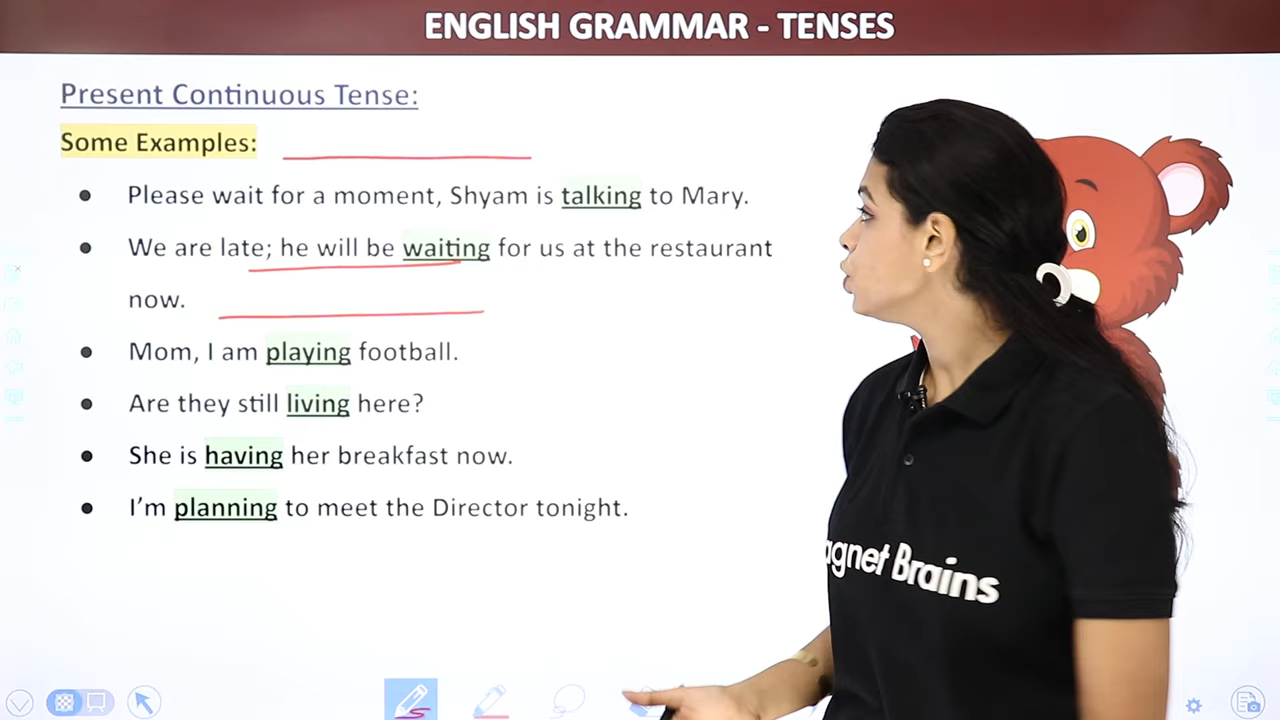 ENGLISH GRAMMAR - TENSES
Present Continuous Tense:
Some Examples:
● Please wait for a moment, Shyam is talking to Mary.
● We are late; he will be waiting for us at the restaurant
now.
● Mom, I am playing football.
● Are they still living here?
● She is having her breakfast now.
● I’m planning to meet the Director tonight.
agnet Brains